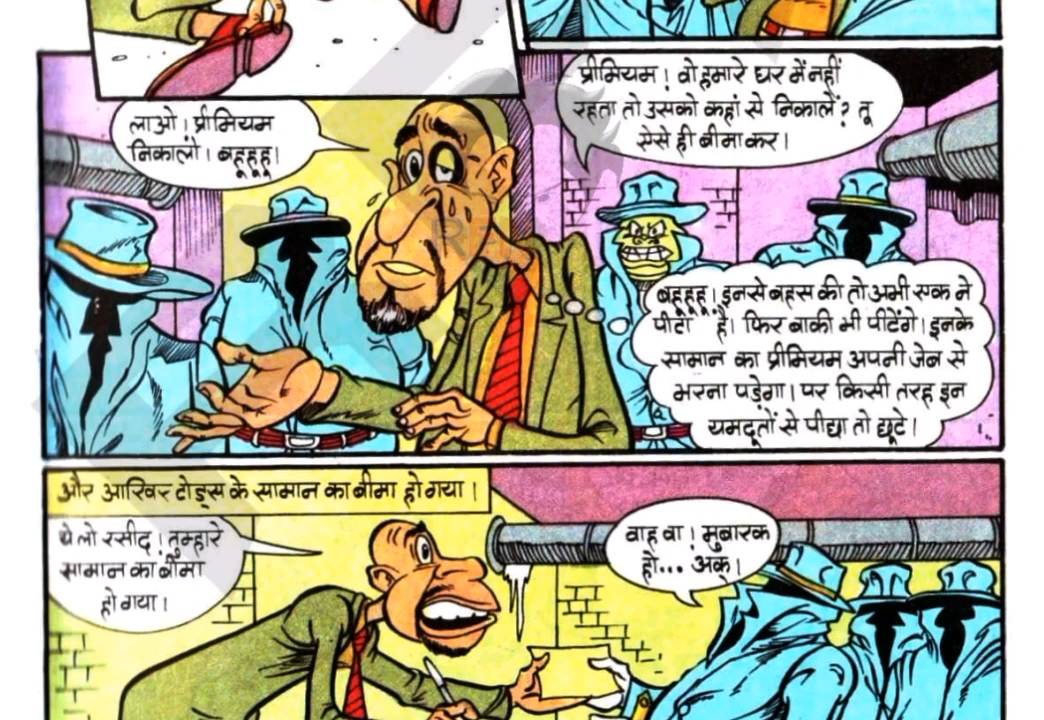 लाओ। प्रीमियम
निकालो। बहूहूहू।
प्रीमियम! वो हमारे घर में नहीं
रहता तो उसको कहां से निकालें? तू
ऐसे ही बीमा कर।
बहूहूहू। इनसे बहस की तो अभी एक ने
पीटा है। फिर बाकी भी पीटेंगे। इनके
सामान का प्रीमियम अपनी जेब से
भरना पड़ेगा। पर किसी तरह इन
यमदूतों से पीछा तो छूटे।
और आखिर टोड्स के सामान का बीमा हो गया।
ये लो रसीद! तुम्हारे
सामान का बीमा
हो गया।
वाह वा! मुबारक
हो... अक्।